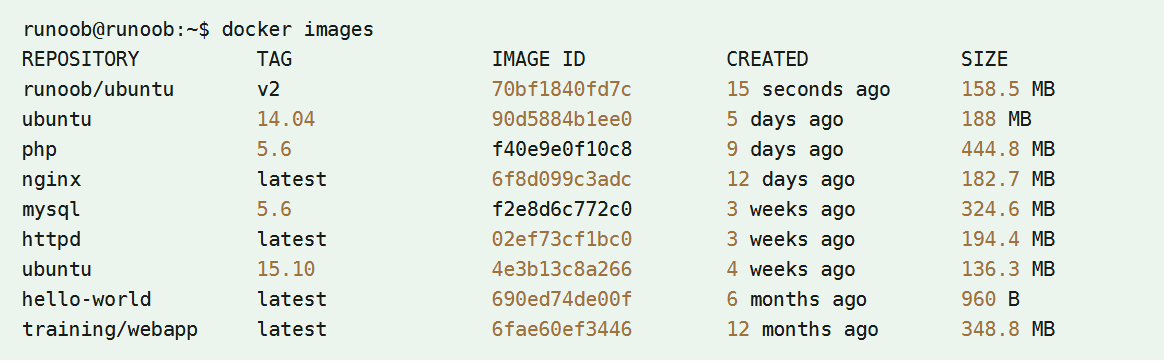 runoob@runoob:~$ docker images
REPOSITORY          TAG                 IMAGE ID            CREATED             SIZE
runoob/ubuntu       v2                  70bf1840fd7c        15 seconds ago      158.5 MB
ubuntu              14.04               90d5884b1ee0        5 days ago          188 MB
php                 5.6                 f40e9e0f10c8        9 days ago          444.8 MB
nginx               latest              6f8d099c3adc        12 days ago         182.7 MB
mysql               5.6                 f2e8d6c772c0        3 weeks ago         324.6 MB
httpd               latest              02ef73cf1bc0        3 weeks ago         194.4 MB
ubuntu              15.10               4e3b13c8a266        4 weeks ago         136.3 MB
hello-world         latest              690ed74de00f        6 months ago        960 B
training/webapp     latest              6fae60ef3446        12 months ago       348.8 MB